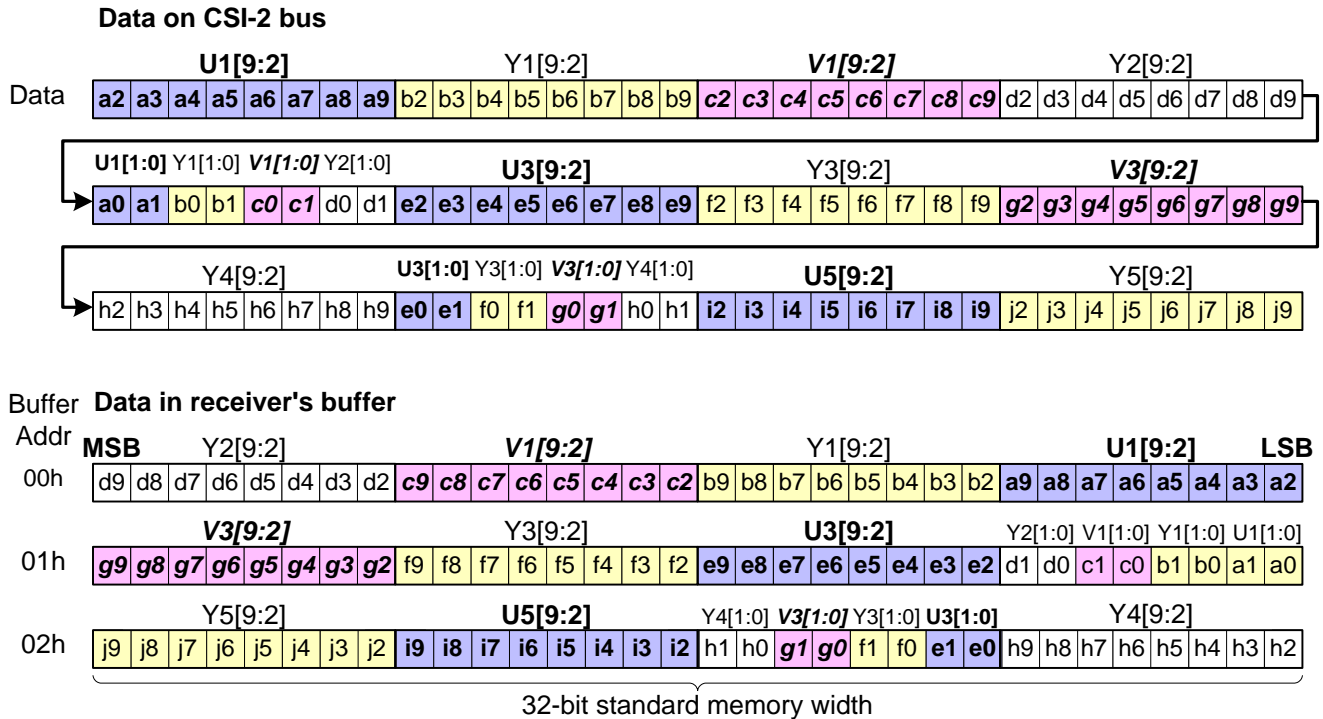 Data on CSI-2 bus
U1[9:2] Y1[9:2] V1[9:2] Y2[9:2]
Data a2 a3 a4 a5 a6 a7 a8 a9 b2 b3 b4 b5 b6 b7 b8 b9 c2 c3 c4 c5 c6 c7 c8 c9 d2 d3 d4 d5 d6 d7 d8 d9
U1[1:0] Y1[1:0] V1[1:0] Y2[1:0] U3[9:2] Y3[9:2] V3[9:2]
a0 a1 b0 b1 c0 c1 d0 d1 e2 e3 e4 e5 e6 e7 e8 e9 f2 f3 f4 f5 f6 f7 f8 f9 g2 g3 g4 g5 g6 g7 g8 g9
Y4[9:2] U3[1:0] Y3[1:0] V3[1:0] Y4[1:0] U5[9:2] Y5[9:2]
h2 h3 h4 h5 h6 h7 h8 h9 e0 e1 f0 f1 g0 g1 h0 h1 i2 i3 i4 i5 i6 i7 i8 i9 j2 j3 j4 j5 j6 j7 j8 j9
Buffer Data in receiver's buffer
Addr MSB Y2[9:2] V1[9:2] Y1[9:2] U1[9:2] LSB
00h d9 d8 d7 d6 d5 d4 d3 d2 c9 c8 c7 c6 c5 c4 c3 c2 b9 b8 b7 b6 b5 b4 b3 b2 a9 a8 a7 a6 a5 a4 a3 a2
V3[9:2] Y3[9:2] U3[9:2] Y2[1:0] V1[1:0] Y1[1:0] U1[1:0]
01h g9 g8 g7 g6 g5 g4 g3 g2 f9 f8 f7 f6 f5 f4 f3 f2 e9 e8 e7 e6 e5 e4 e3 e2 d1 d0 c1 c0 b1 b0 a1 a0
Y5[9:2] U5[9:2] Y4[1:0] V3[1:0] Y3[1:0] U3[1:0] Y4[9:2]
02h j9 j8 j7 j6 j5 j4 j3 j2 i9 i8 i7 i6 i5 i4 i3 i2 h1 h0 g1 g0 f1 f0 e1 e0 h9 h8 h7 h6 h5 h4 h3 h2
32-bit standard memory width